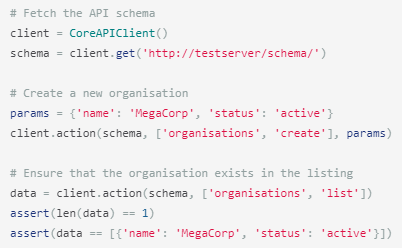 # Fetch the API schema
client = CoreAPIClient()
schema = client.get('http://testserver/schema/')

# Create a new organisation
params = {'name': 'MegaCorp', 'status': 'active'}
client.action(schema, ['organisations', 'create'], params)

# Ensure that the organisation exists in the listing
data = client.action(schema, ['organisations', 'list'])
assert(len(data) == 1)
assert(data == [{'name': 'MegaCorp', 'status': 'active'}])